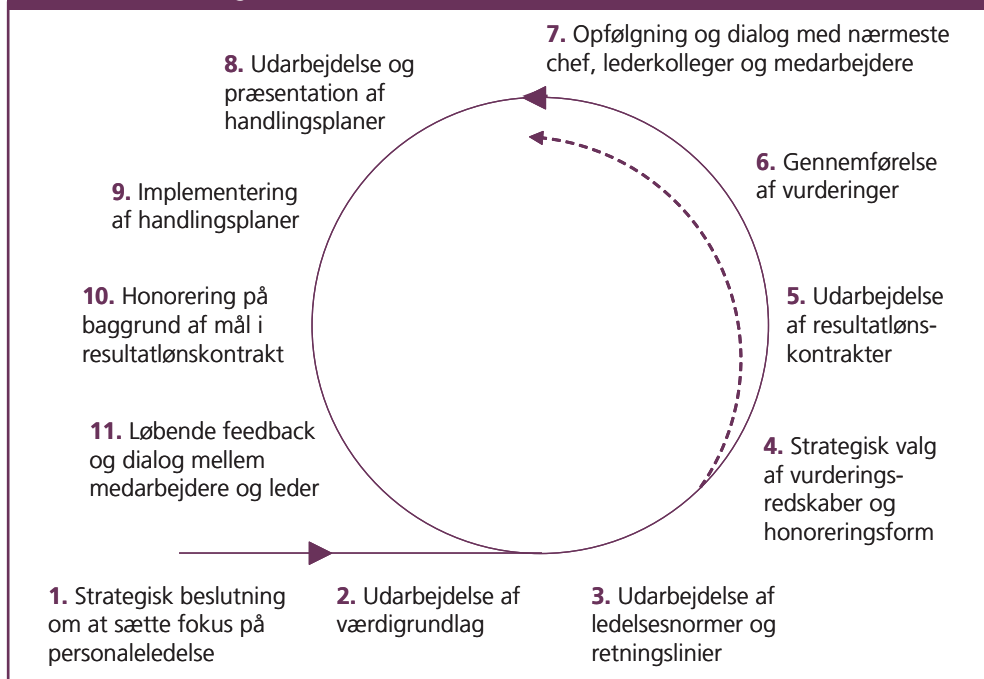 1. Strategisk beslutning
om at sætte fokus på
personaleledelse
2. Udarbejdelse af
værdigrundlag
3. Udarbejdelse af
ledelsesnormer og
retningslinier
4. Strategisk valg
af vurderings-
redskaber og
honoreringsform
5. Udarbejdelse
af resultatløns-
kontrakter
6. Gennemførelse
af vurderinger
7. Opfølgning og dialog med nærmeste
chef, lederkolleger og medarbejdere
8. Udarbejdelse og
præsentation af
handlingsplaner
9. Implementering
af handlingsplaner
10. Honorering på
baggrund af mål i
resultatlønskontrakt
11. Løbende feedback
og dialog mellem
medarbejdere og leder